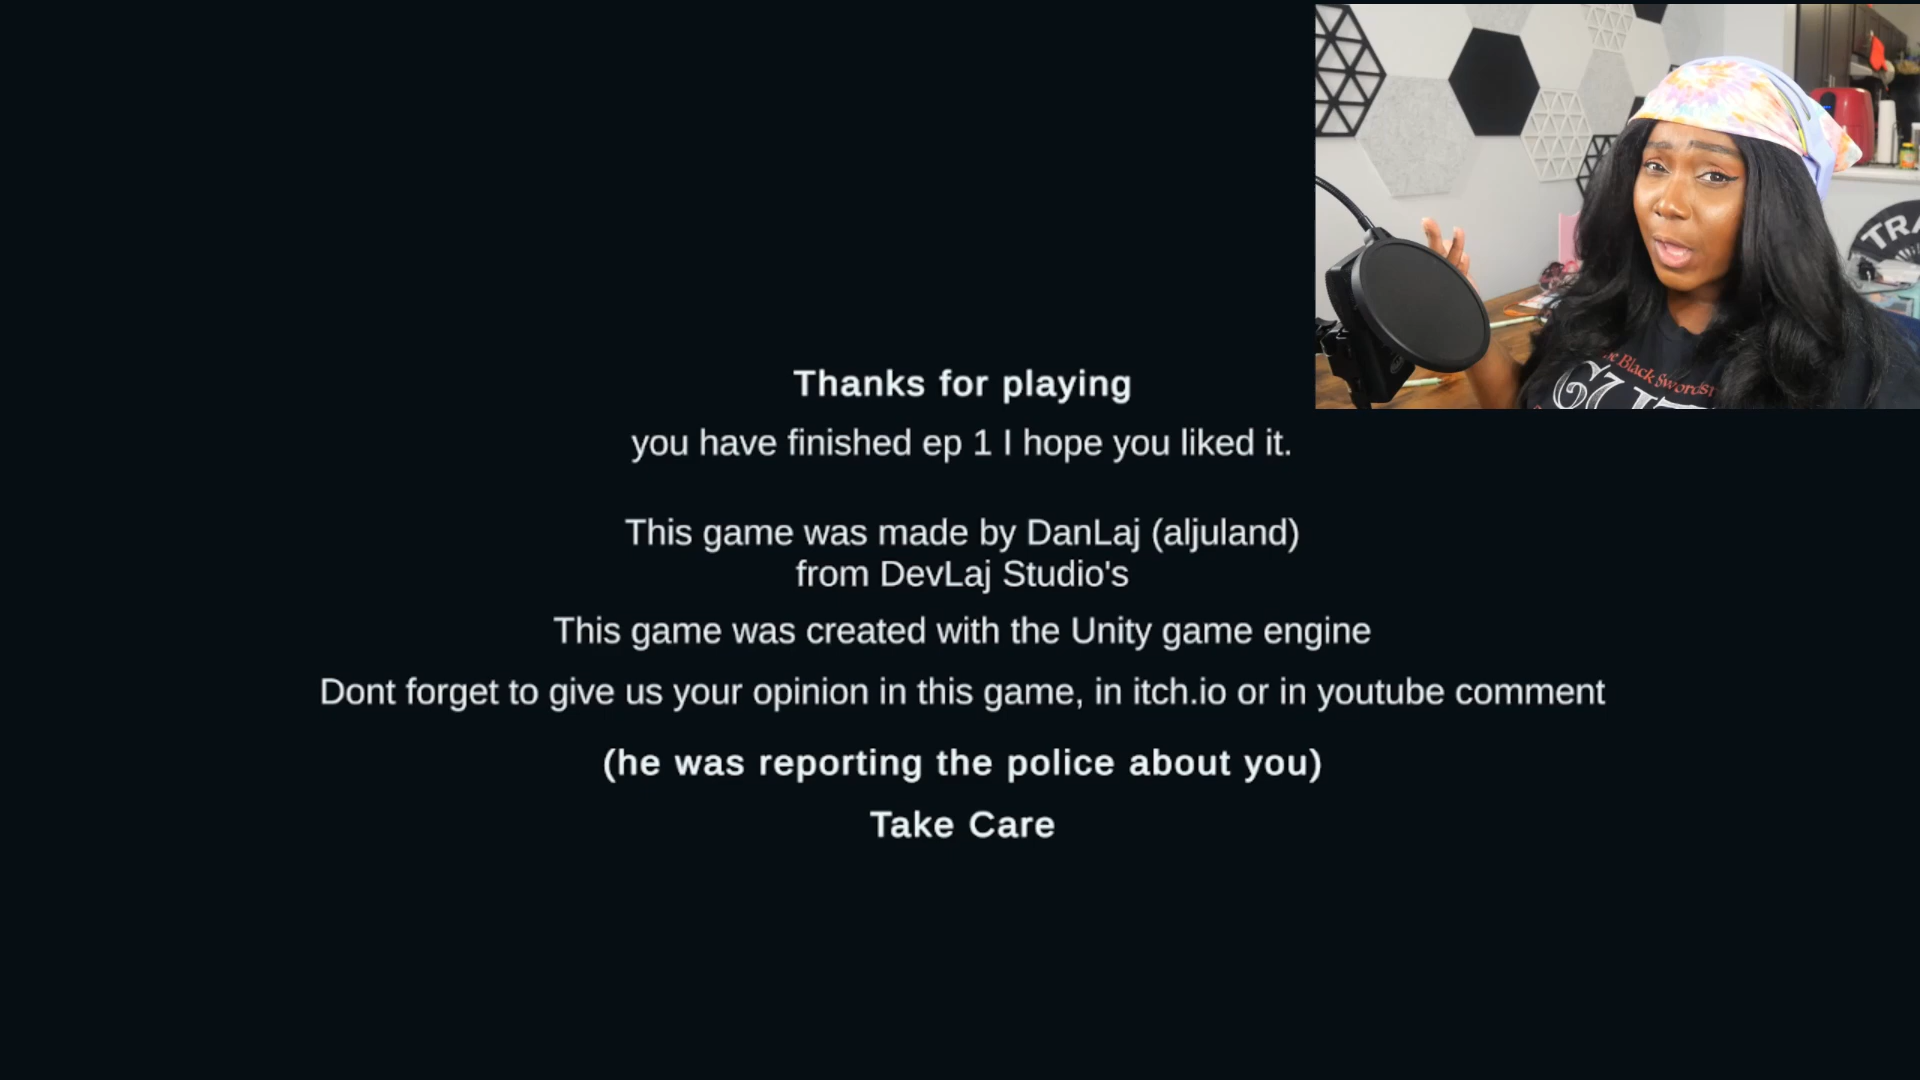 Thanks for playing
you have finished ep 1 I hope you liked it.
This game was made by DanLaj (aljuland)
from DevLaj Studio's
This game was created with the Unity game engine
Dont forget to give us your opinion in this game, in itch.io or in youtube comment
(he was reporting the police about you)
Take Care
TRA
Black